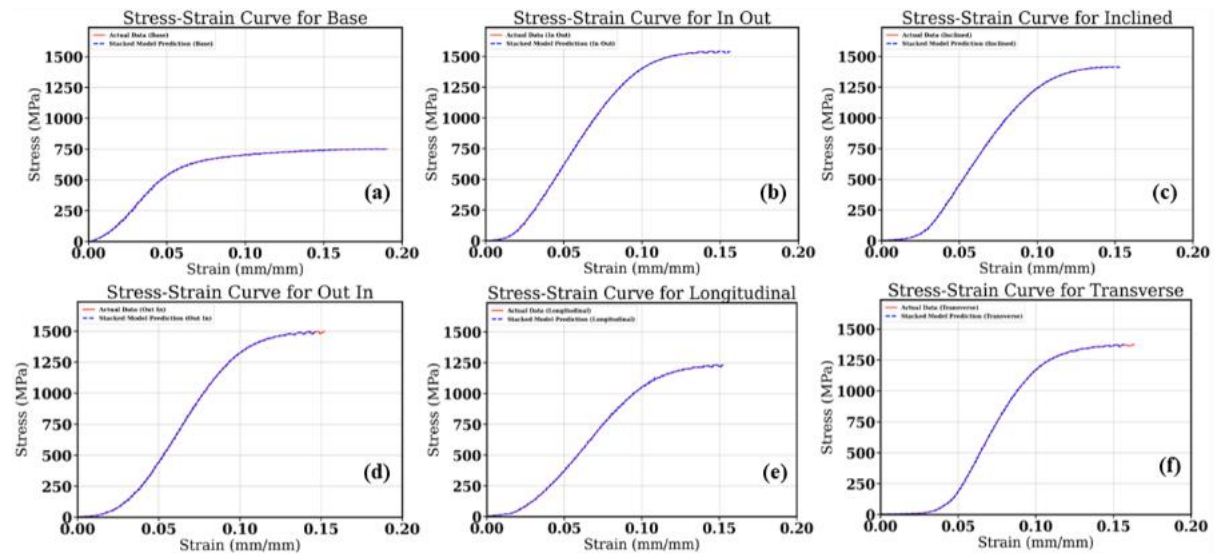 Stress-Strain Curve for Base
Actual Data (Base)
Stacked Model Prediction (Base)
Stress (MPa)
1500
1250
1000
750
500
250
0
(a)
0.00 0.05 0.10 0.15 0.20
Strain (mm/mm)
Stress-Strain Curve for In Out
Actual Data (In Out)
Stacked Model Prediction (In Out)
Stress (MPa)
1500
1250
1000
750
500
250
0
(b)
0.00 0.05 0.10 0.15 0.20
Strain (mm/mm)
Stress-Strain Curve for Inclined
Actual Data (Inclined)
Stacked Model Prediction (Inclined)
Stress (MPa)
1500
1250
1000
750
500
250
0
(c)
0.00 0.05 0.10 0.15 0.20
Strain (mm/mm)
Stress-Strain Curve for Out In
Actual Data (Out In)
Stacked Model Prediction (Out In)
Stress (MPa)
1500
1250
1000
750
500
250
0
(d)
0.00 0.05 0.10 0.15 0.20
Strain (mm/mm)
Stress-Strain Curve for Longitudinal
Actual Data (Longitudinal)
Stacked Model Prediction (Longitudinal)
Stress (MPa)
1500
1250
1000
750
500
250
0
(e)
0.00 0.05 0.10 0.15 0.20
Strain (mm/mm)
Stress-Strain Curve for Transverse
Actual Data (Transverse)
Stacked Model Prediction (Transverse)
Stress (MPa)
1500
1250
1000
750
500
250
0
(f)
0.00 0.05 0.10 0.15 0.20
Strain (mm/mm)